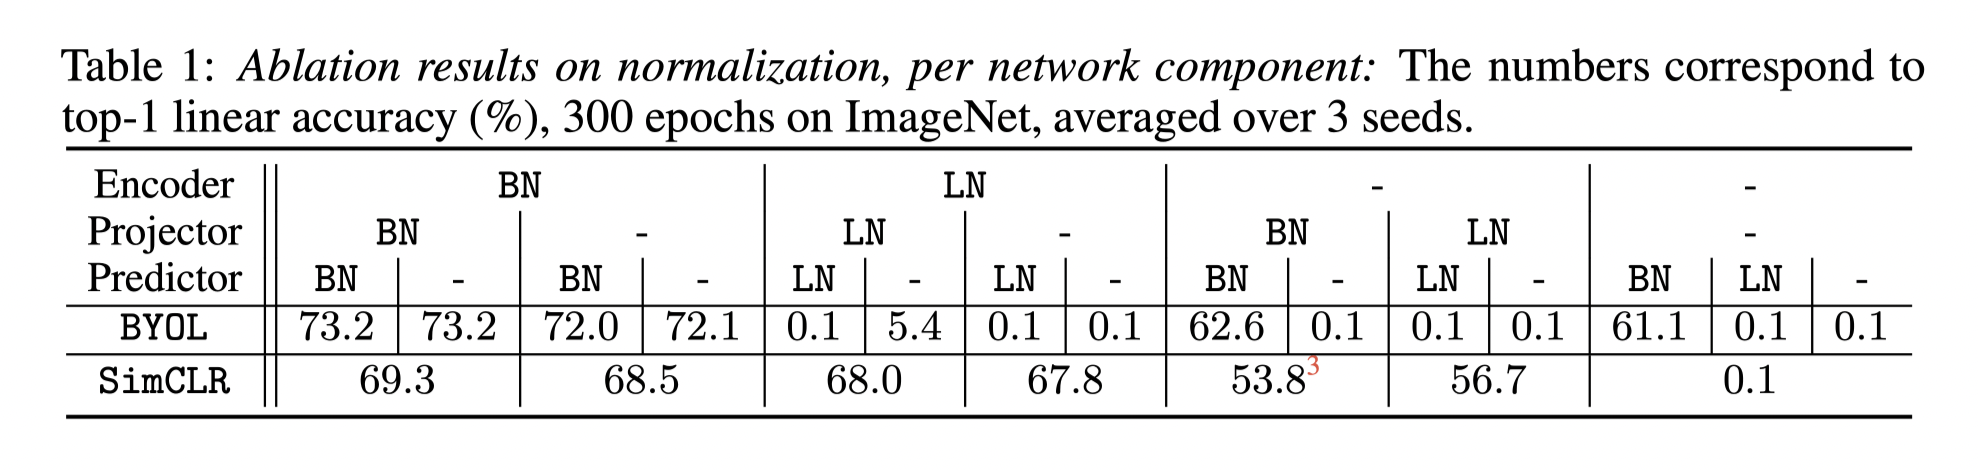 Table 1: Ablation results on normalization, per network component: The numbers correspond to
top-1 linear accuracy (%), 300 epochs on ImageNet, averaged over 3 seeds.
Encoder BN LN - -
Projector BN - LN - BN LN -
Predictor BN - BN - LN - LN - BN - LN - BN LN -
BYOL 73.2 73.2 72.0 72.1 0.1 5.4 0.1 0.1 62.6 0.1 0.1 0.1 61.1 0.1 0.1
SimCLR 69.3 68.5 68.0 67.8 53.8³ 56.7 0.1